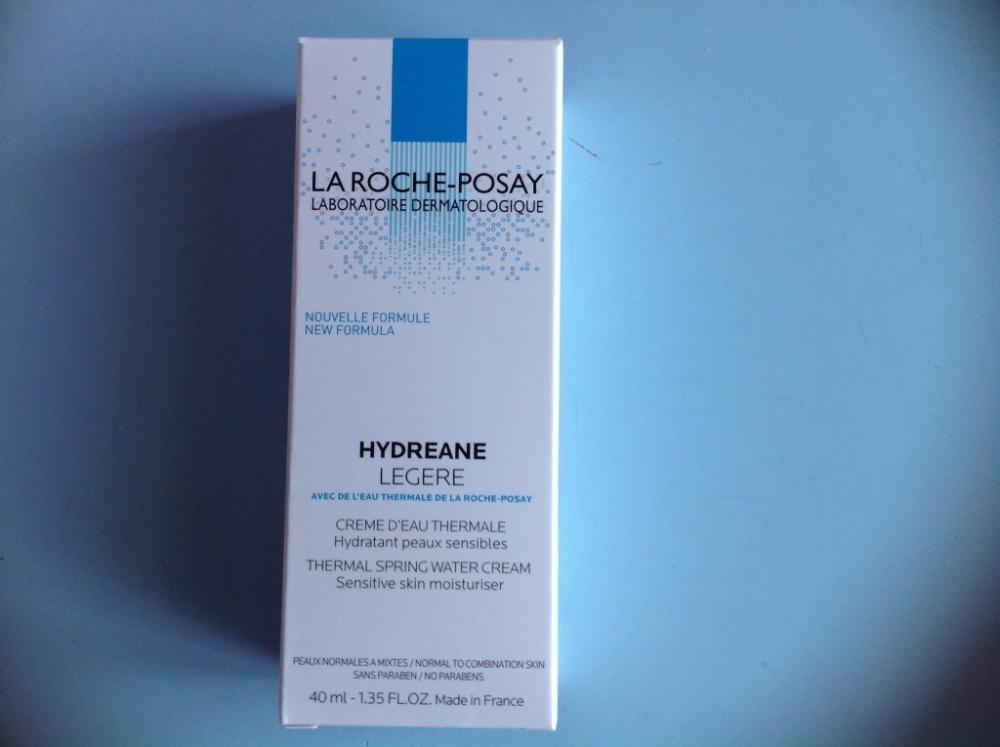 LA ROCHE-POSAY
LABORATOIRE DERMATOLOGIQUE
NOUVELLE FORMULE
NEW FORMULA
HYDREANE
LEGERE
AVEC DE L'EAU THERMALE DE LA ROCHE-POSAY
CREME D'EAU THERMALE
Hydratant peaux sensibles
THERMAL SPRING WATER CREAM
Sensitive skin moisturiser
PEAUX NORMALES A MIXTES / NORMAL TO COMBINATION SKIN
SANS PARABEN / NO PARABENS
40 ml - 1.35 FL.OZ. Made in France